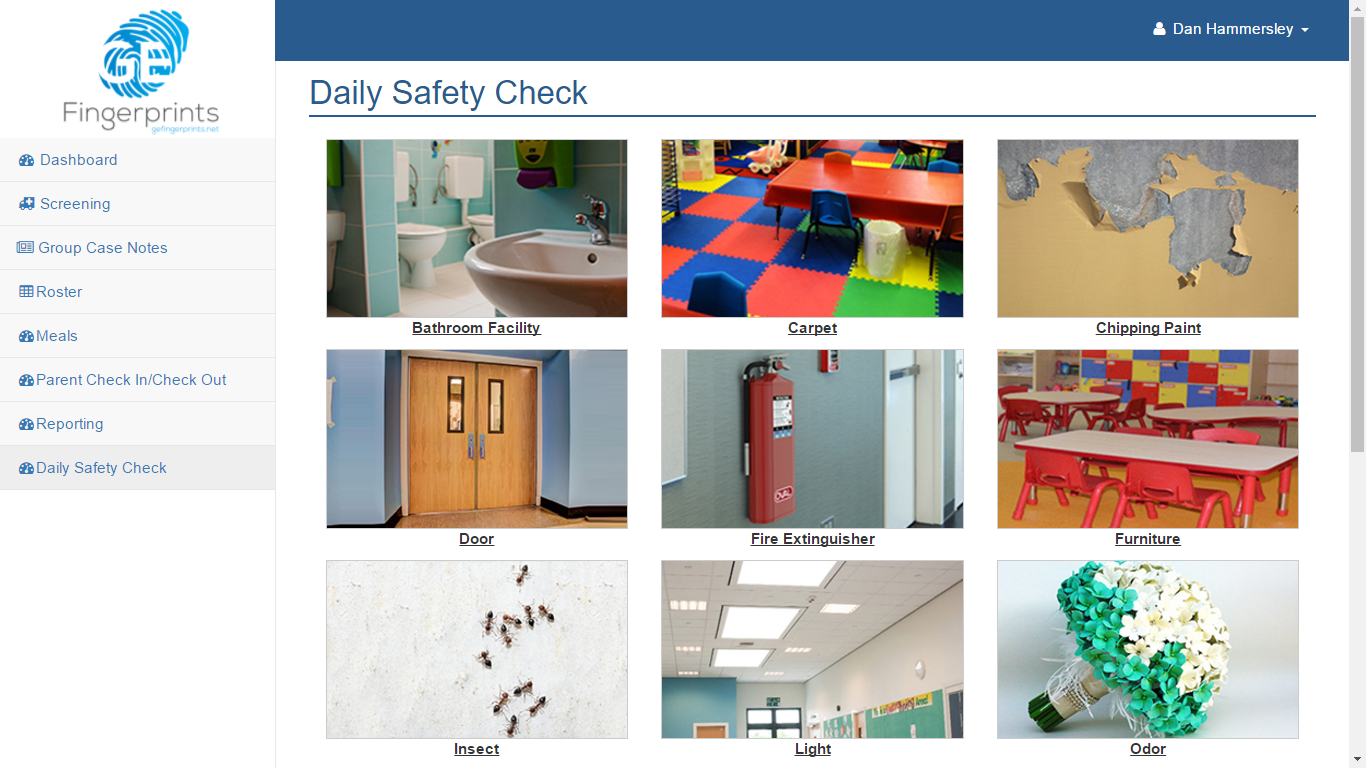 Fingerprints
gefingerprints.net
Dan Hammersley
Dashboard
Screening
Group Case Notes
Roster
Meals
Parent Check In/Check Out
Reporting
Daily Safety Check
Daily Safety Check
Bathroom Facility
Carpet
Chipping Paint
Door
OVAL
Fire Extinguisher
Furniture
Insect
Light
Odor